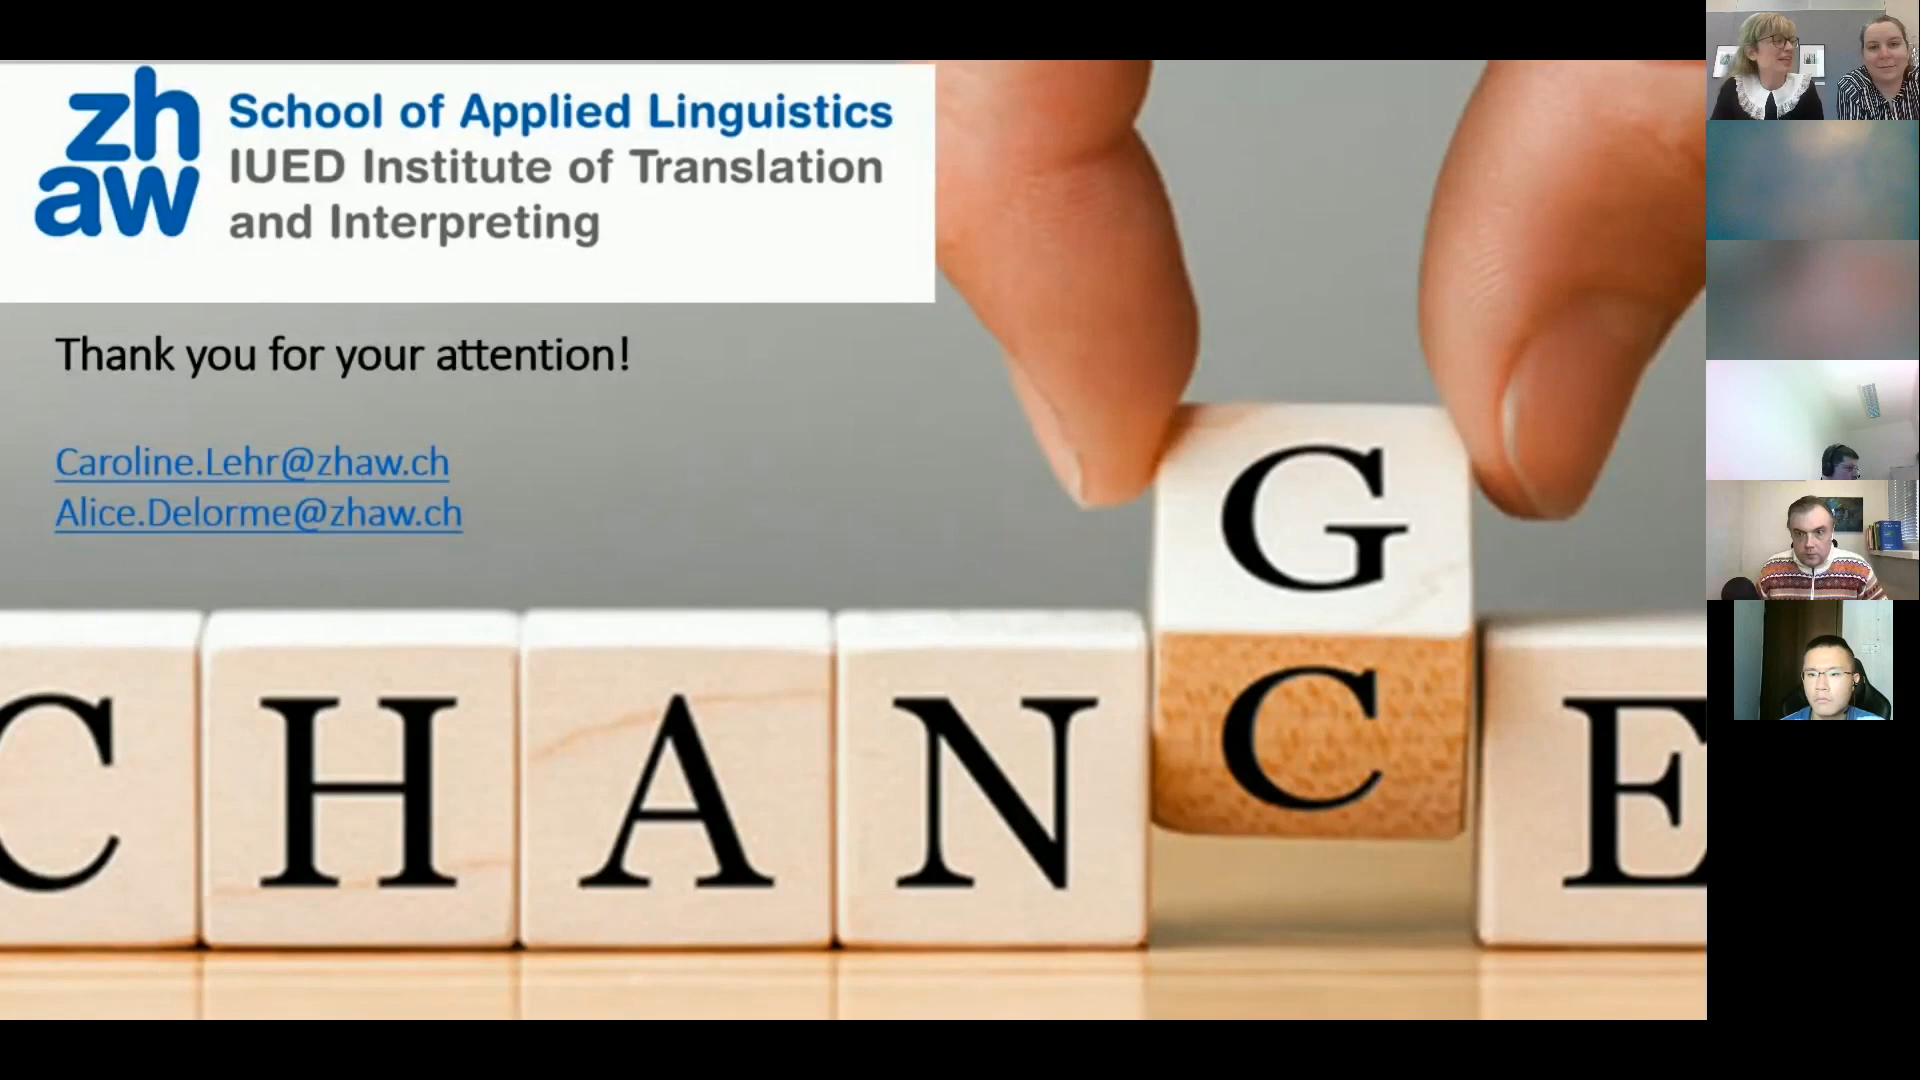 zh
aw
School of Applied Linguistics
IUED Institute of Translation
and Interpreting
Thank you for your attention!
Caroline.Lehr@zhaw.ch
Alice.Delorme@zhaw.ch
G
C H A N C E